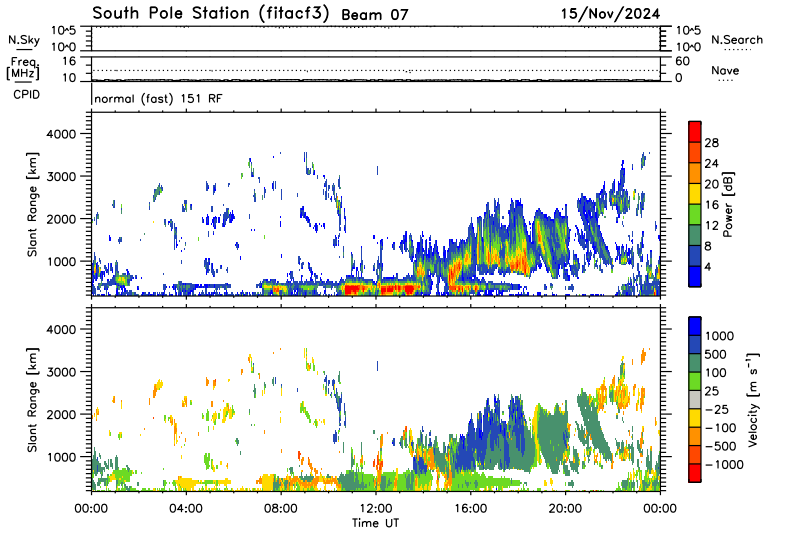 South Pole Station (fitacf3) Beam 07 15/Nov/2024
N.Sky 10^5 10^5 N.Search
10^0 10^0
Freq. 16 60 Nave
[MHz] 10 0
CPID normal (fast) 151 RF
Slant Range [km]
4000
3000
2000
1000
28
24
20
16
12
8
4
Power [dB]
Slant Range [km]
4000
3000
2000
1000
1000
500
100
25
−25
−100
−500
−1000
Velocity [m s⁻¹]
00:00 04:00 08:00 12:00 16:00 20:00 00:00
Time UT